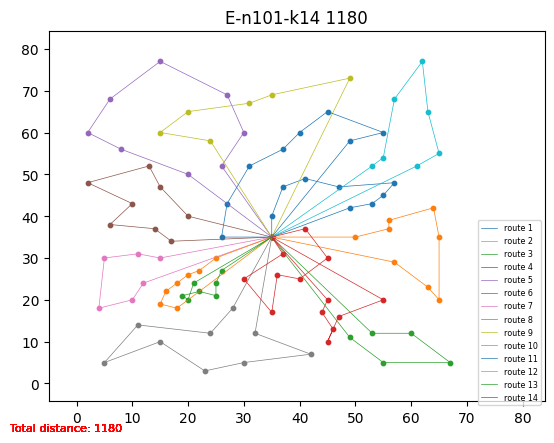 E-n101-k14 1180
80
70
60
50
40
30
20
10
0
0 10 20 30 40 50 60 70 80
route 1
route 2
route 3
route 4
route 5
route 6
route 7
route 8
route 9
route 10
route 11
route 12
route 13
route 14
Total distance: 1180